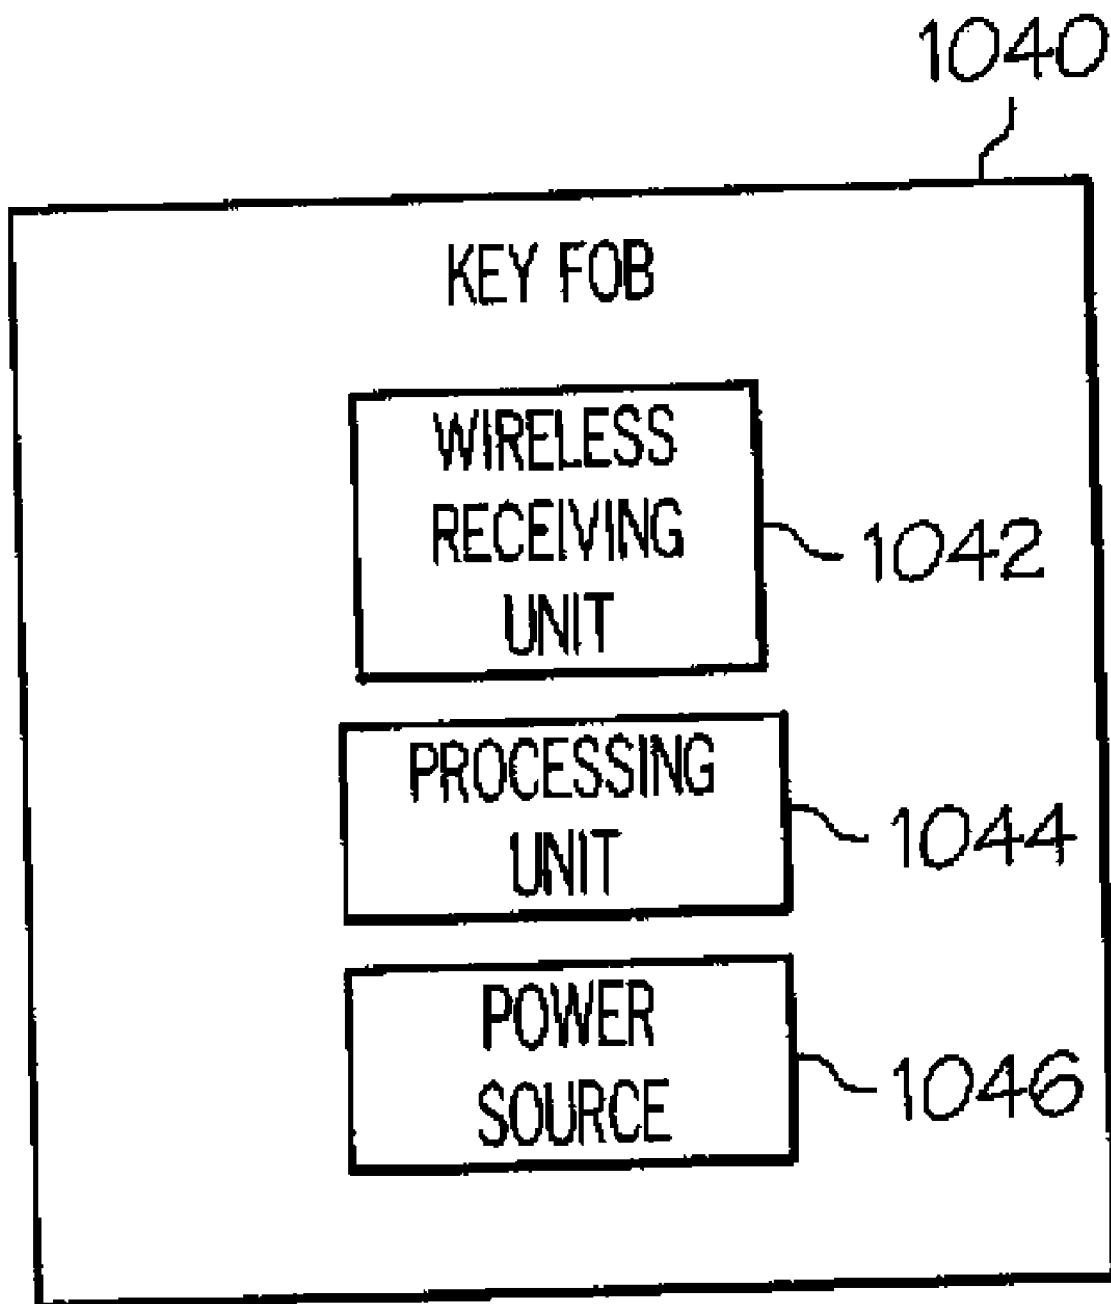 1040
KEY FOB
WIRELESS
RECEIVING
UNIT
1042
PROCESSING
UNIT
1044
POWER
SOURCE
1046